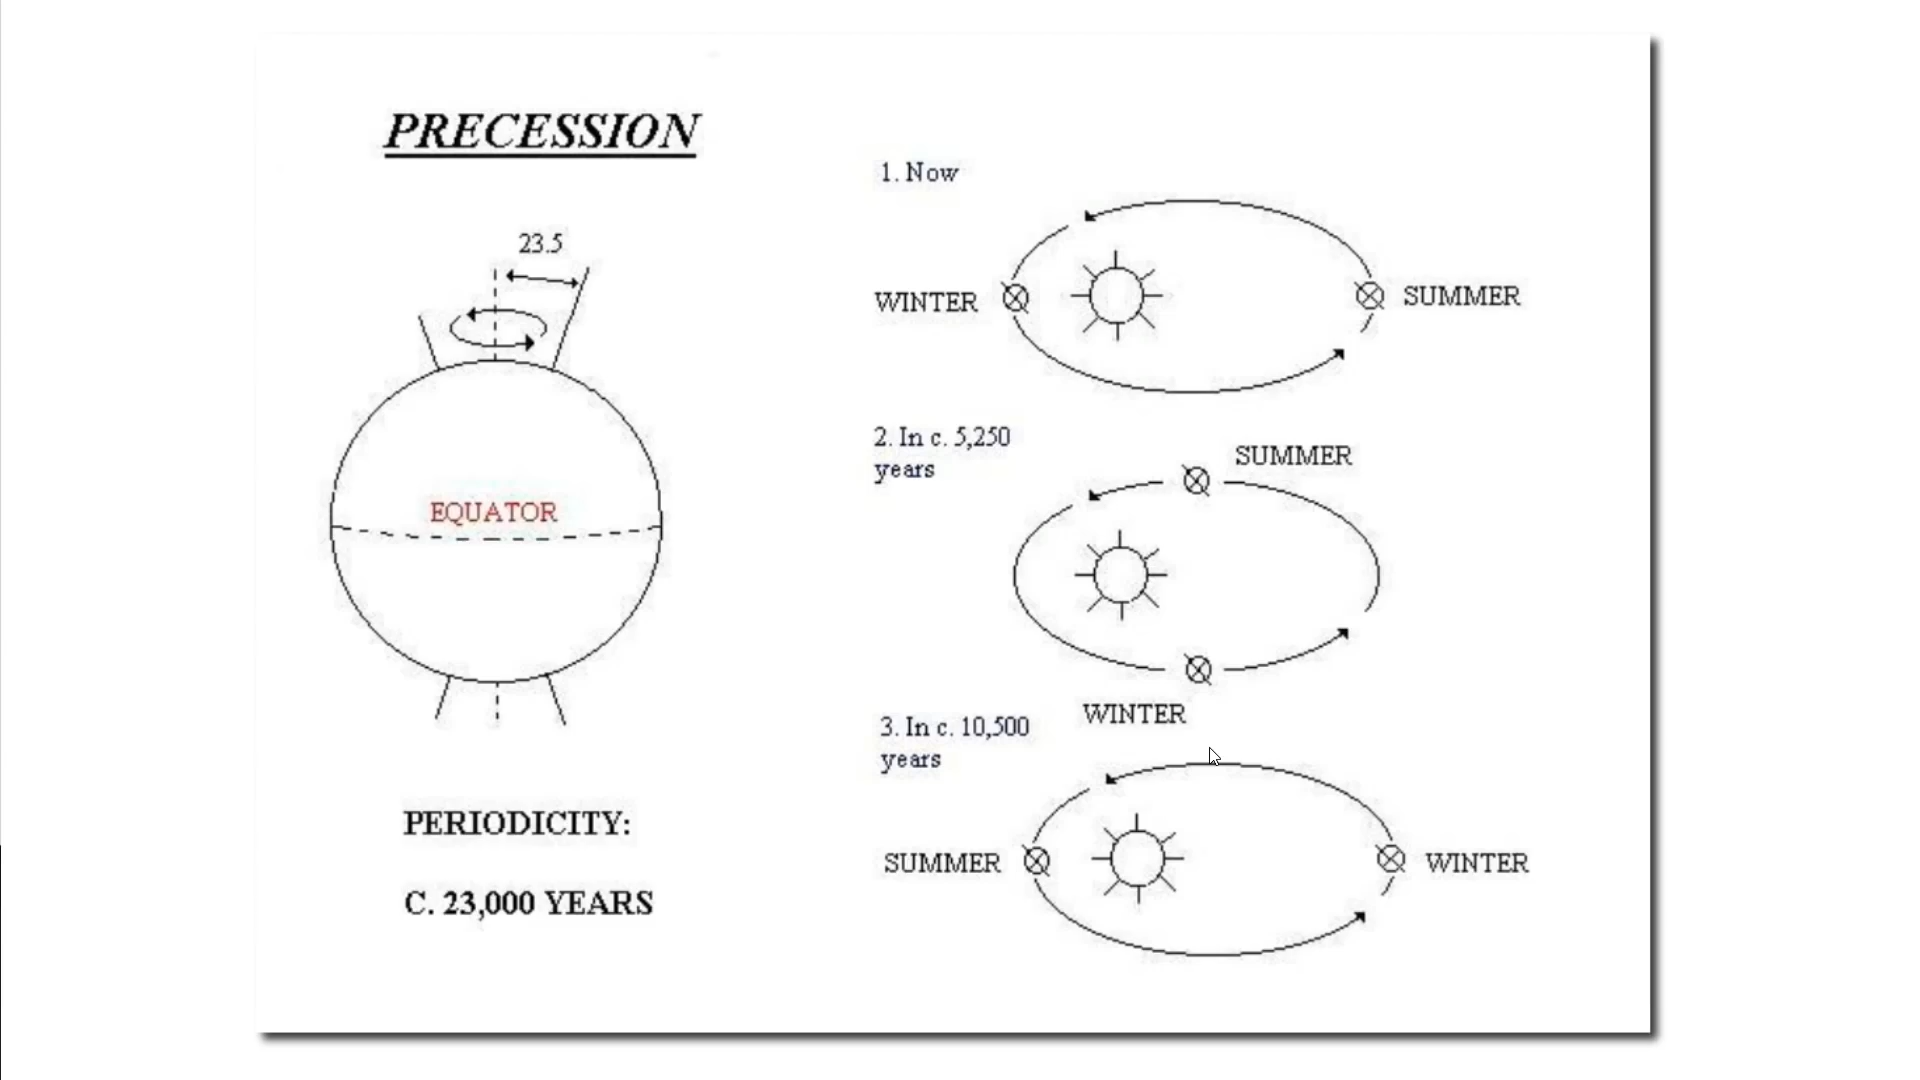 PRECESSION
23.5
EQUATOR
PERIODICITY:
C. 23,000 YEARS
1. Now
WINTER
SUMMER
2. In c. 5,250
years
SUMMER
WINTER
3. In c. 10,500
years
SUMMER
WINTER